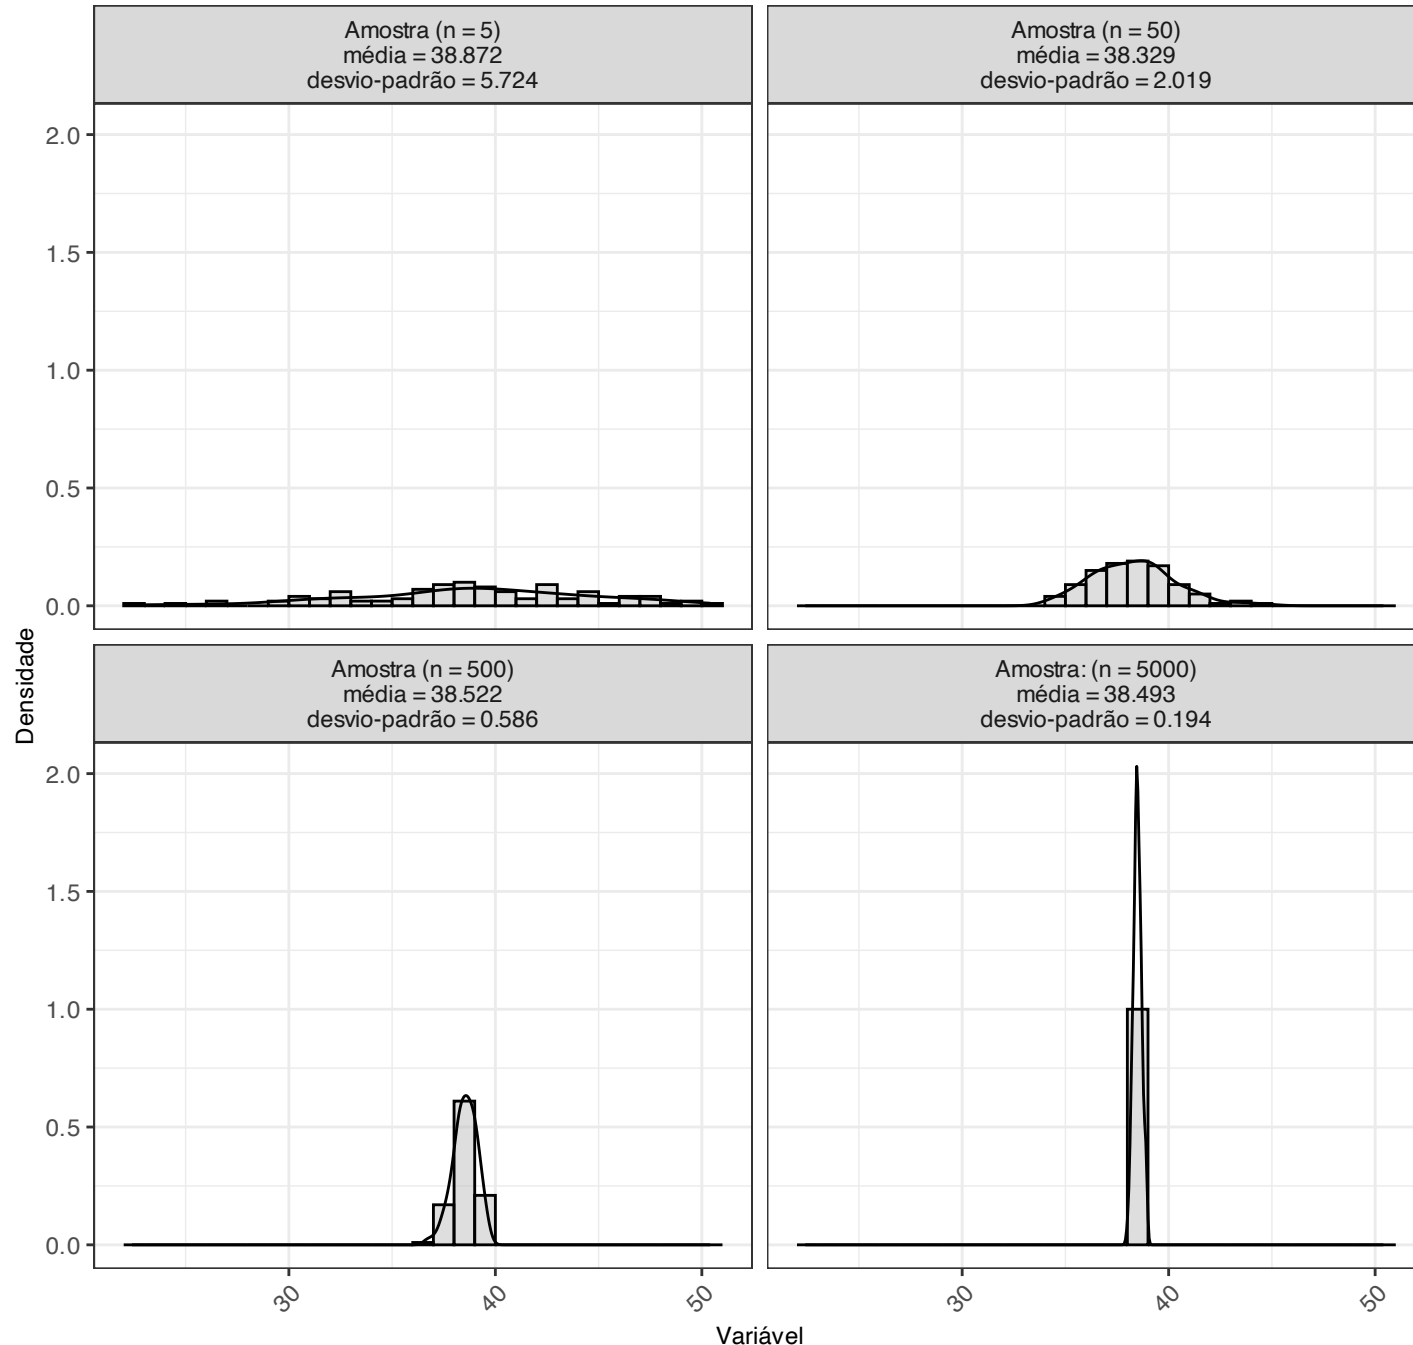 Amostra (n = 5)
média = 38.872
desvio-padrão = 5.724
Amostra (n = 50)
média = 38.329
desvio-padrão = 2.019
2.0
1.5
1.0
0.5
0.0
Densidade
Amostra (n = 500)
média = 38.522
desvio-padrão = 0.586
Amostra: (n = 5000)
média = 38.493
desvio-padrão = 0.194
2.0
1.5
1.0
0.5
0.0
30
40
50
30
40
50
Variável